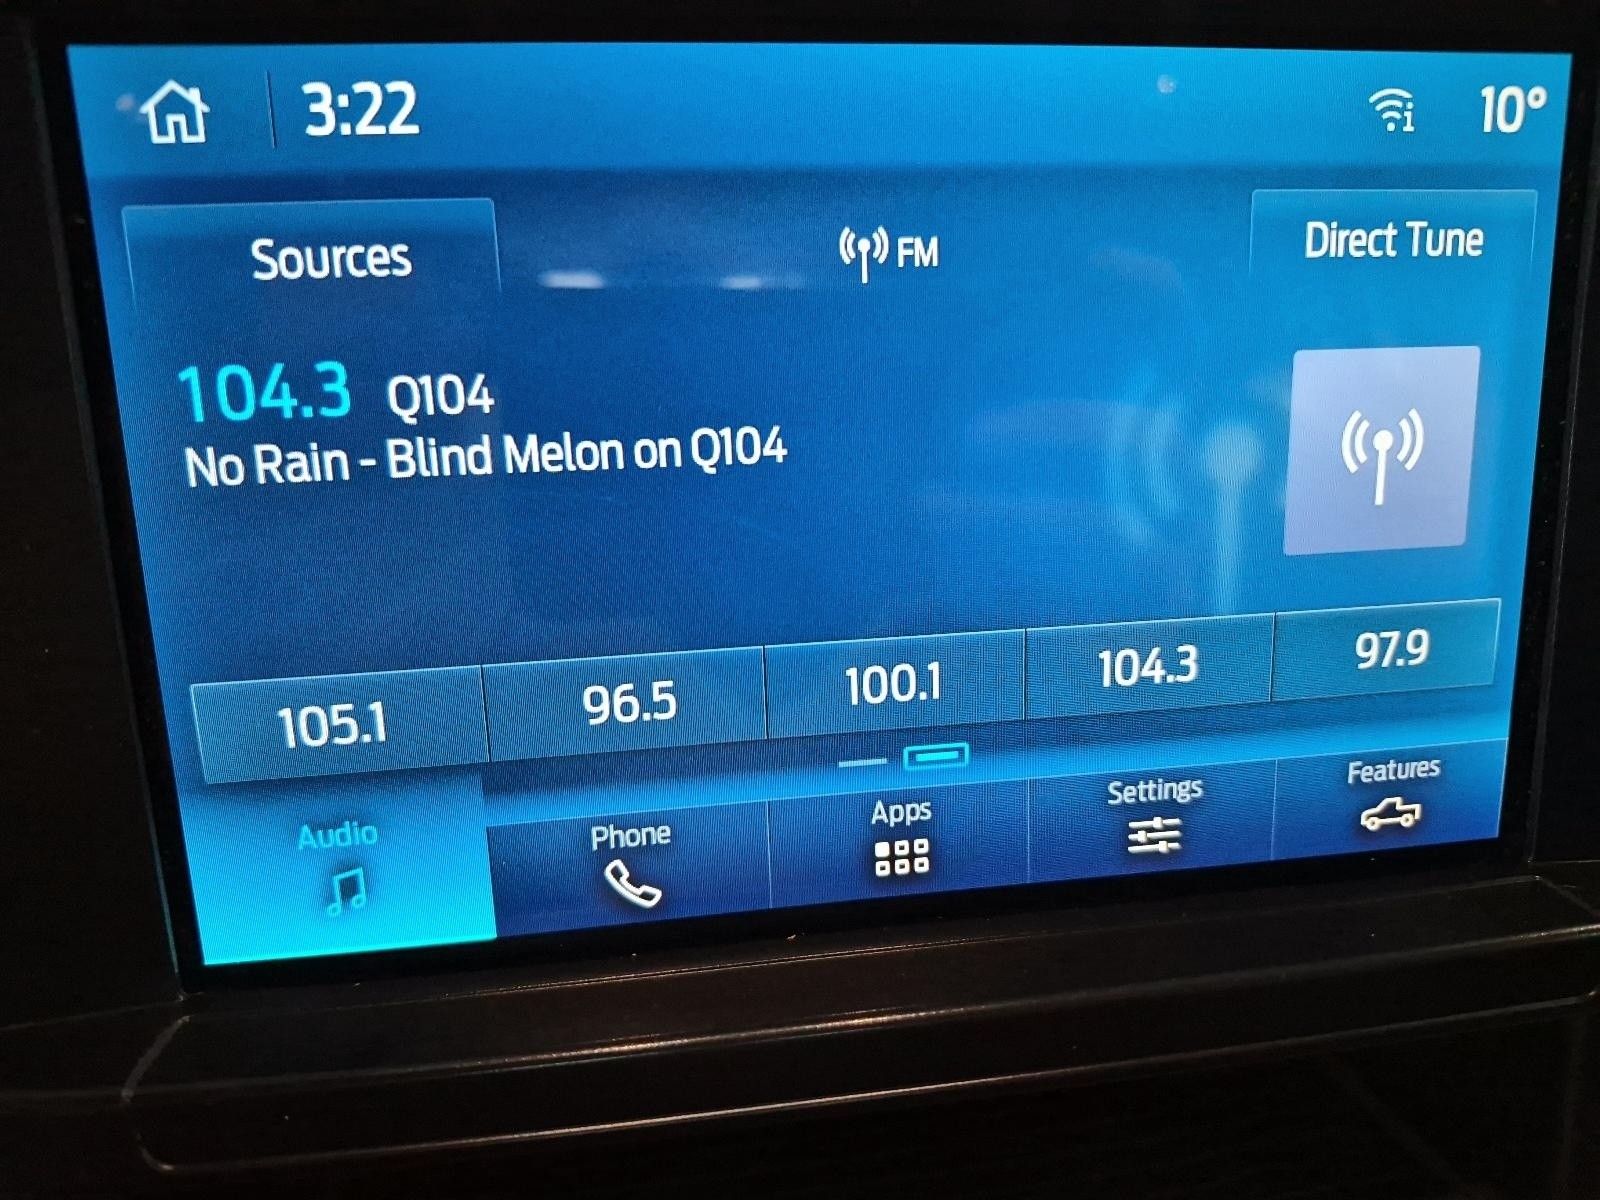 3:22
10°
Sources
FM
Direct Tune
104.3 Q104
No Rain - Blind Melon on Q104
105.1 96.5 100.1 104.3 97.9
Audio Phone Apps Settings Features